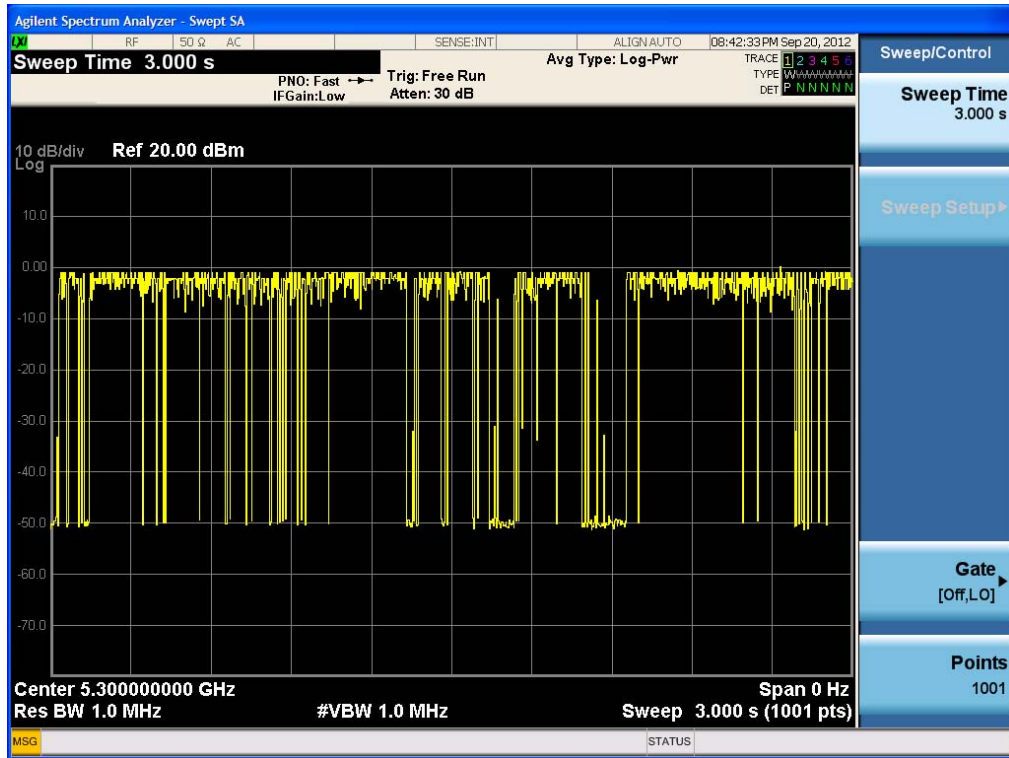 Agilent Spectrum Analyzer - Swept SA
LXI RF 50 Ω AC SENSE:INT ALIGN AUTO 08:42:33 PM Sep 20, 2012
Sweep Time 3.000 s
PNO: Fast
IFGain:Low
Trig: Free Run
Atten: 30 dB
Avg Type: Log-Pwr
TRACE 1 2 3 4 5 6
TYPE
DET P N N N N N
10 dB/div Ref 20.00 dBm
Log
10.0
0.00
-10.0
-20.0
-30.0
-40.0
-50.0
-60.0
-70.0
Center 5.300000000 GHz Span 0 Hz
Res BW 1.0 MHz #VBW 1.0 MHz Sweep 3.000 s (1001 pts)
MSG STATUS
Sweep/Control
Sweep Time
3.000 s
Sweep Setup
Gate
[Off,LO]
Points
1001